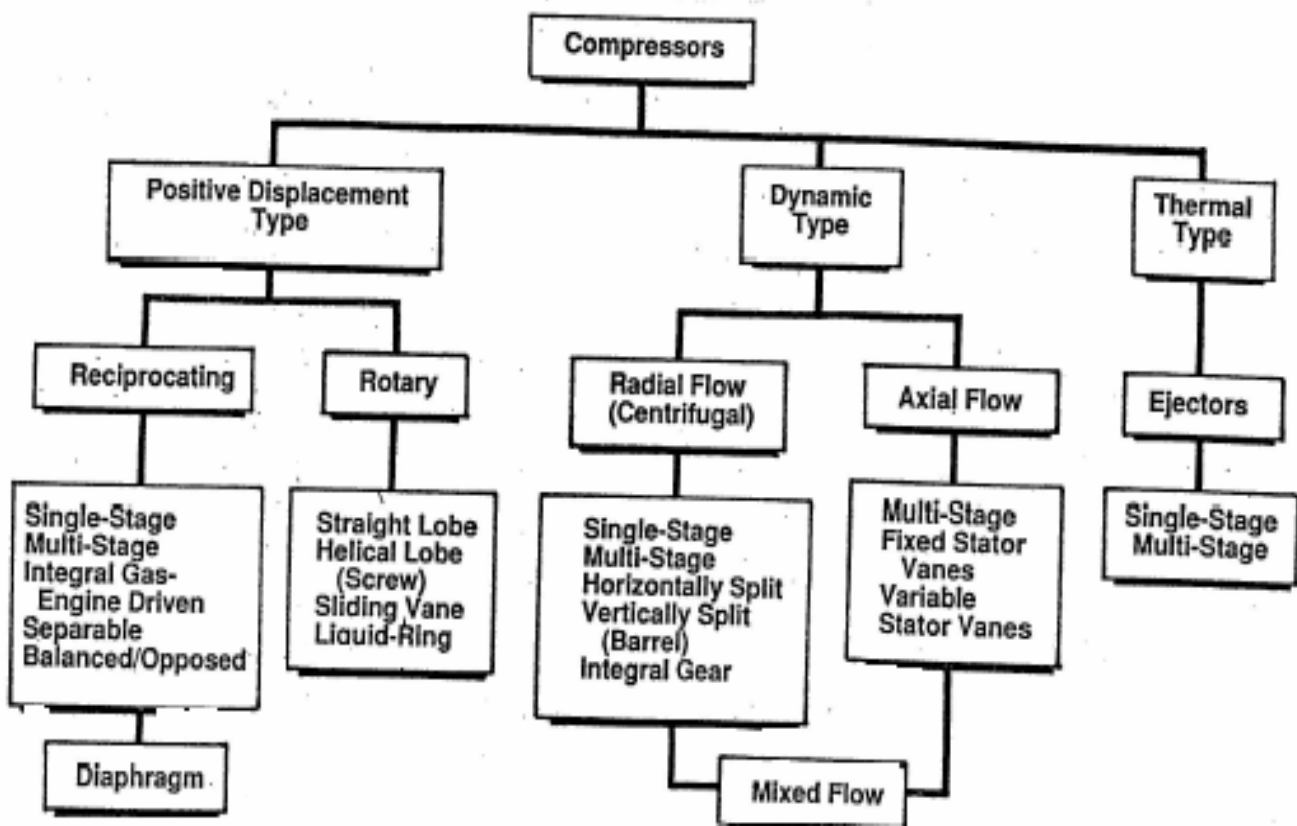 Compressors
Positive Displacement
Type
Dynamic
Type
Thermal
Type
Reciprocating
Rotary
Radial Flow
(Centrifugal)
Axial Flow
Ejectors
Single-Stage
Multi-Stage
Integral Gas-
Engine Driven
Separable
Balanced/Opposed
Straight Lobe
Helical Lobe
(Screw)
Sliding Vane
Liquid-Ring
Single-Stage
Multi-Stage
Horizontally Split
Vertically Split
(Barrel)
Integral Gear
Multi-Stage
Fixed Stator
Vanes
Variable
Stator Vanes
Single-Stage
Multi-Stage
Diaphragm
Mixed Flow